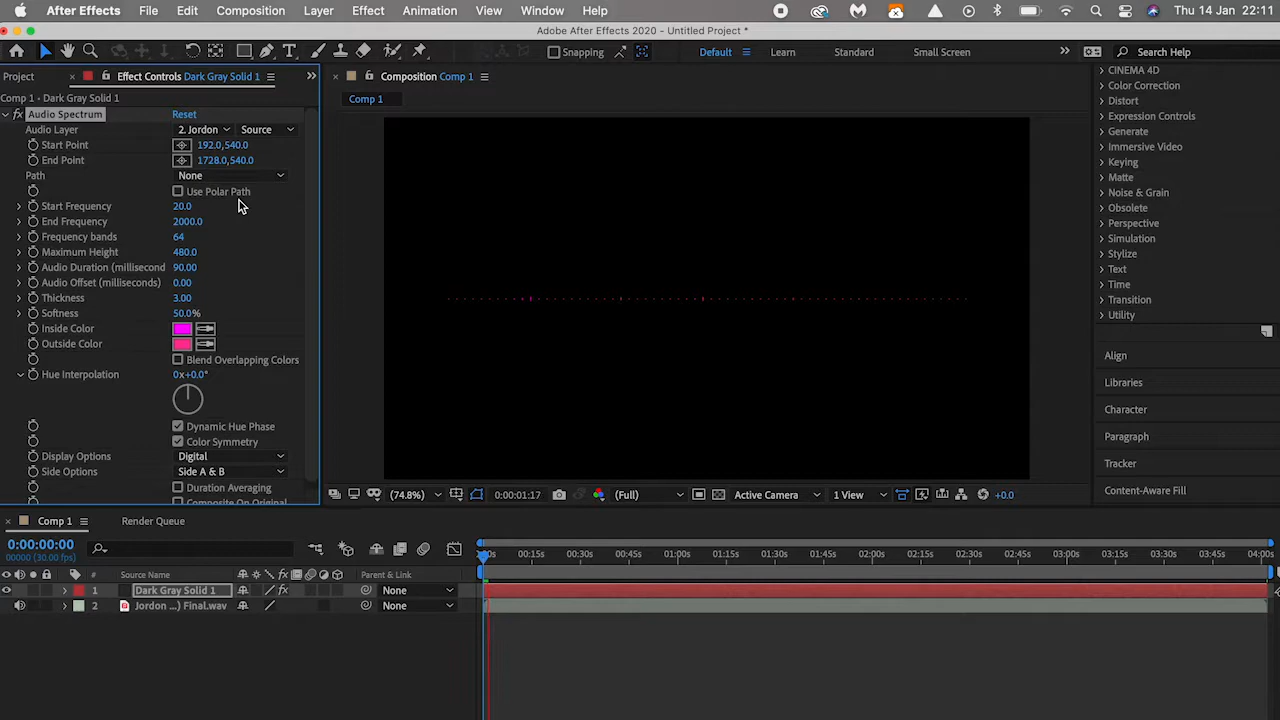 After Effects File Edit Composition Layer Effect Animation View Window Help Thu 14 Jan 22:11
Adobe After Effects 2020 - Untitled Project *
Snapping Default Learn Standard Small Screen Search Help
Project Effect Controls Dark Gray Solid 1 Composition Comp 1
Comp 1 • Dark Gray Solid 1
Comp 1
fx Audio Spectrum Reset
Audio Layer 2. Jordon Source
Start Point 192.0,540.0
End Point 1728.0,540.0
Path None
Use Polar Path
Start Frequency 20.0
End Frequency 2000.0
Frequency bands 64
Maximum Height 480.0
Audio Duration (millisecond 90.00
Audio Offset (milliseconds) 0.00
Thickness 3.00
Softness 50.0%
Inside Color
Outside Color
Blend Overlapping Colors
Hue Interpolation 0x+0.0°
Dynamic Hue Phase
Color Symmetry
Display Options Digital
Side Options Side A & B
Duration Averaging
Composite On Original
(74.8%) 0:00:01:17 (Full) Active Camera 1 View +0.0
CINEMA 4D
Color Correction
Distort
Expression Controls
Generate
Immersive Video
Keying
Matte
Noise & Grain
Obsolete
Perspective
Simulation
Stylize
Text
Time
Transition
Utility
Align
Libraries
Character
Paragraph
Tracker
Content-Aware Fill
Comp 1 Render Queue
0:00:00:00
00000 (30.00 fps)
00s 00:15s 00:30s 00:45s 01:00s 01:15s 01:30s 01:45s 02:00s 02:15s 02:30s 02:45s 03:00s 03:15s 03:30s 03:45s 04:00s
# Source Name fx Parent & Link
1 Dark Gray Solid 1 fx None
2 Jordon ...) Final.wav None